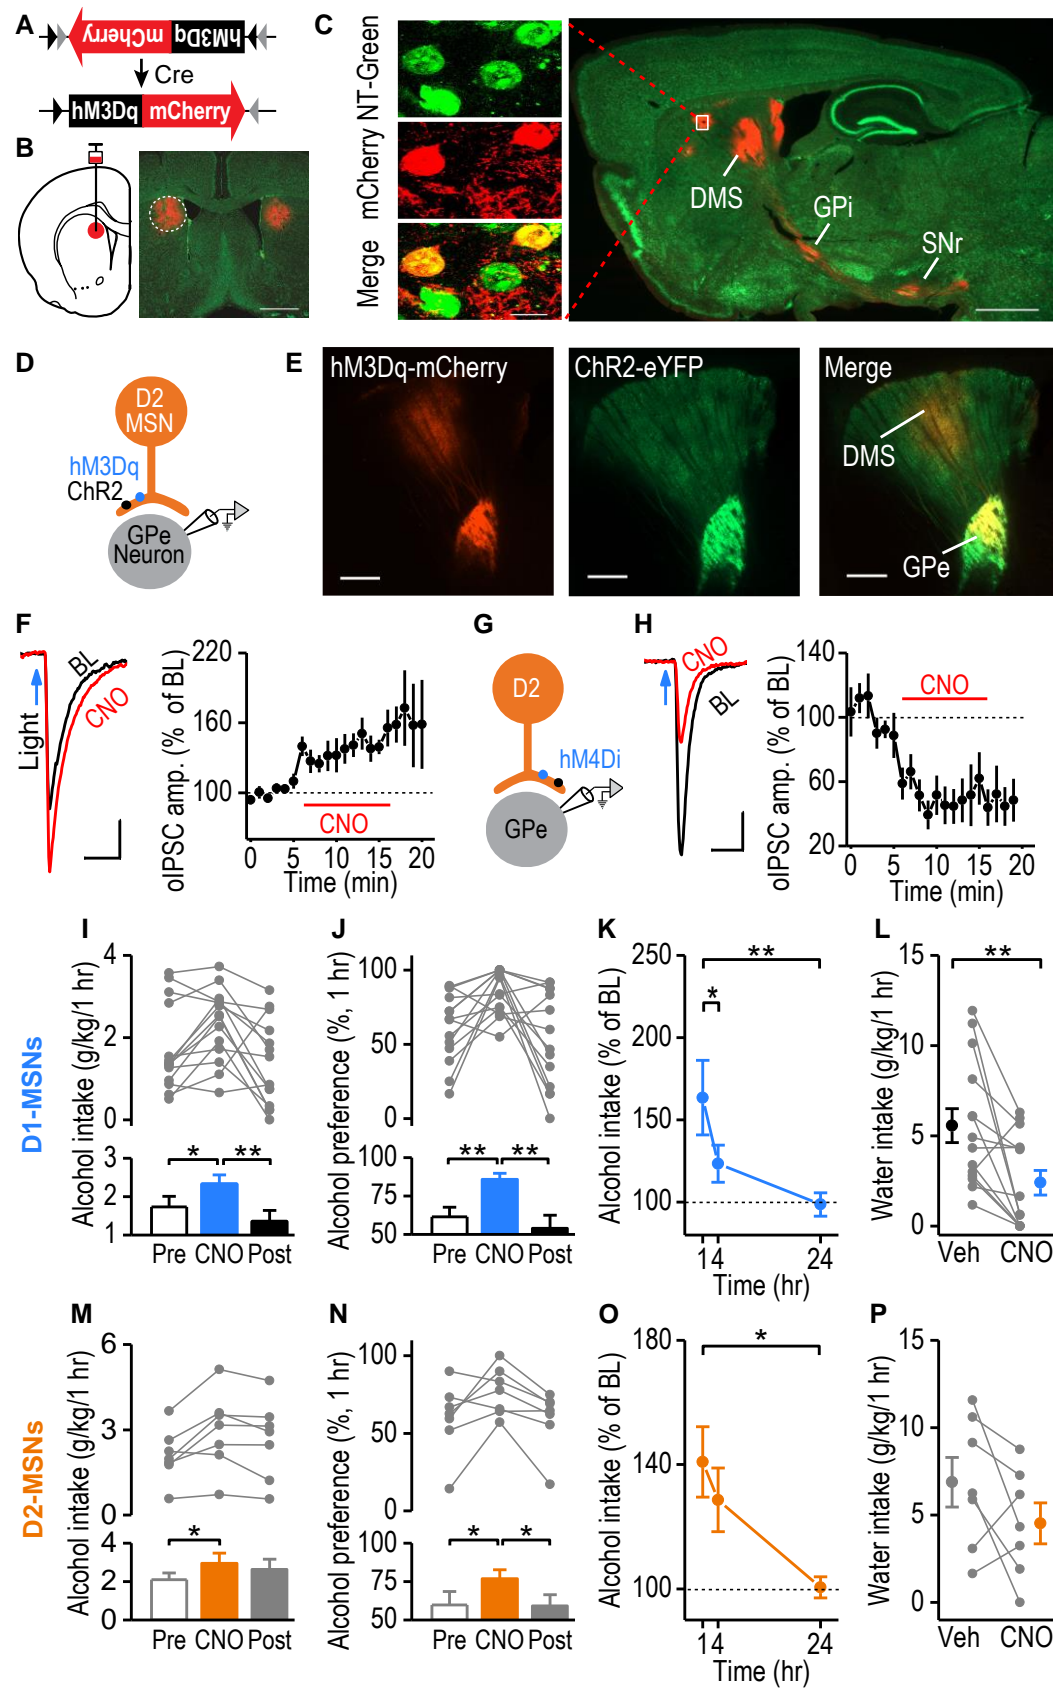 A
mCherry hM3Dq
Cre
hM3Dq mCherry
B
C
NT-Green
mCherry
Merge
DMS
GPi
SNr
D
D2
MSN
hM3Dq
ChR2
GPe
Neuron
E
hM3Dq-mCherry
ChR2-eYFP
Merge
DMS
GPe
F
Light
BL
CNO
oIPSC amp. (% of BL)
220
160
100
CNO
0 5 10 15 20
Time (min)
G
D2
hM4Di
GPe
H
CNO
BL
oIPSC amp. (% of BL)
140
100
60
20
CNO
0 5 10 15 20
Time (min)
D1-MSNs
I
Alcohol intake (g/kg/1 hr)
4
2
0
3
2
1
* **
Pre CNO Post
J
Alcohol preference (%, 1 hr)
100
50
0
100
75
50
** **
Pre CNO Post
K
Alcohol intake (% of BL)
250
200
150
100
**
*
1 4 24
Time (hr)
L
Water intake (g/kg/1 hr)
15
10
5
0
**
Veh CNO
D2-MSNs
M
Alcohol intake (g/kg/1 hr)
6
3
0
4
2
0
*
Pre CNO Post
N
Alcohol preference (%, 1 hr)
100
50
0
100
75
50
* *
Pre CNO Post
O
Alcohol intake (% of BL)
180
140
100
*
1 4 24
Time (hr)
P
Water intake (g/kg/1 hr)
15
10
5
0
Veh CNO